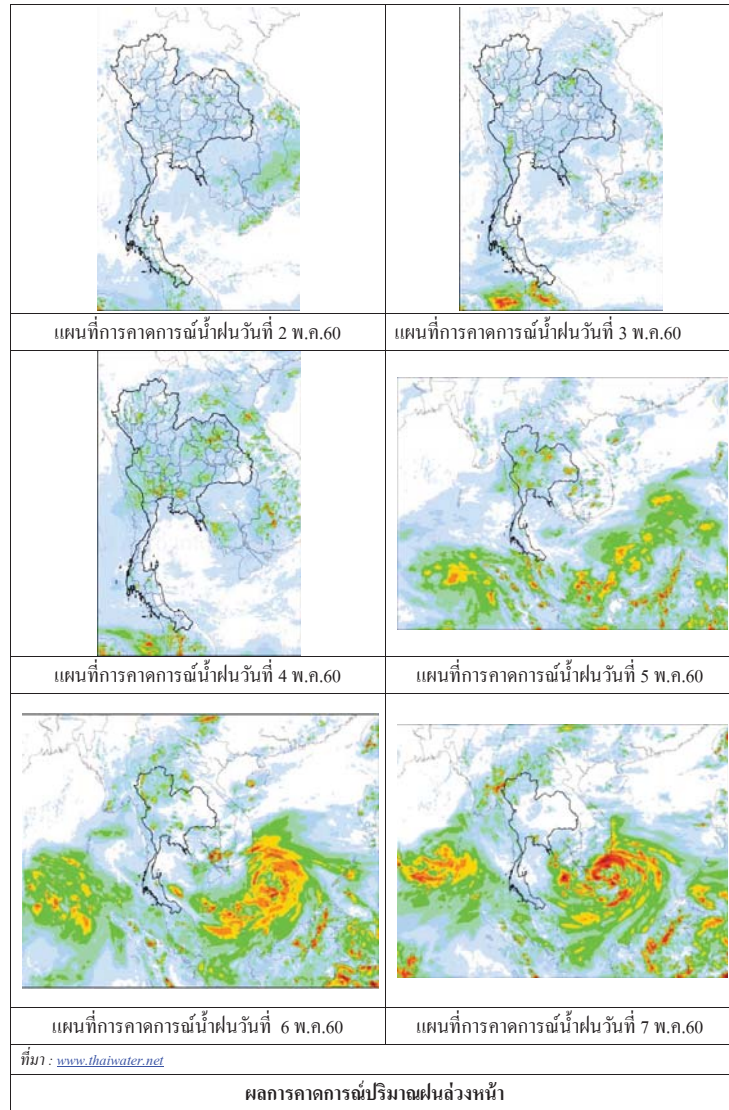 แผนที่การคาดการณ์น้ำฝนวันที่ 2 พ.ค.60
แผนที่การคาดการณ์น้ำฝนวันที่ 3 พ.ค.60
แผนที่การคาดการณ์น้ำฝนวันที่ 4 พ.ค.60
แผนที่การคาดการณ์น้ำฝนวันที่ 5 พ.ค.60
แผนที่การคาดการณ์น้ำฝนวันที่ 6 พ.ค.60
แผนที่การคาดการณ์น้ำฝนวันที่ 7 พ.ค.60
ที่มา : www.thaiwater.net
ผลการคาดการณ์ปริมาณฝนล่วงหน้า